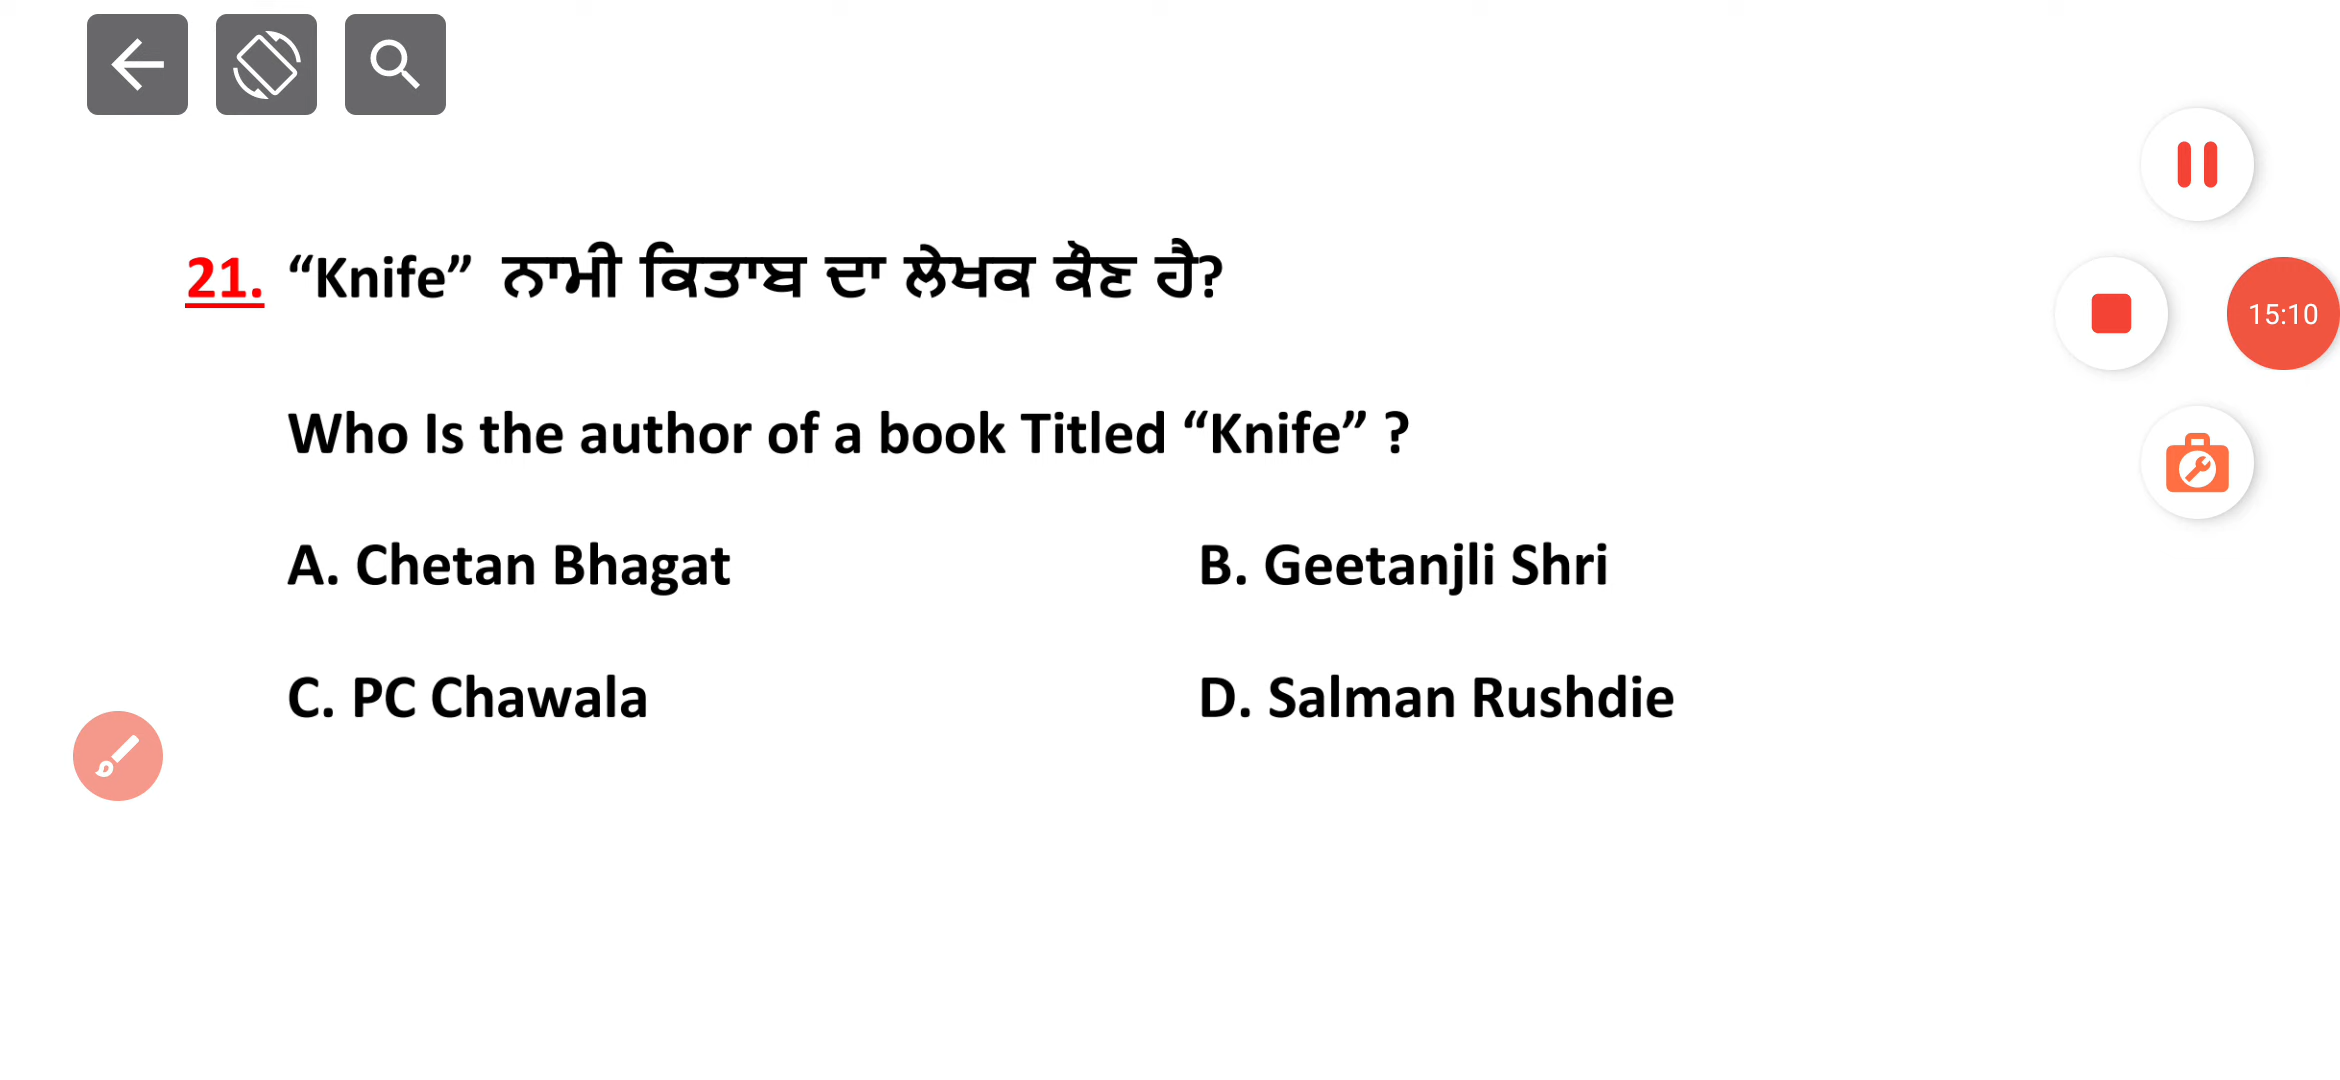 15:10
21. “Knife” ਨਾਮੀ ਕਿਤਾਬ ਦਾ ਲੇਖਕ ਕੌਣ ਹੈ?
Who Is the author of a book Titled “Knife” ?
A. Chetan Bhagat B. Geetanjli Shri
C. PC Chawala D. Salman Rushdie